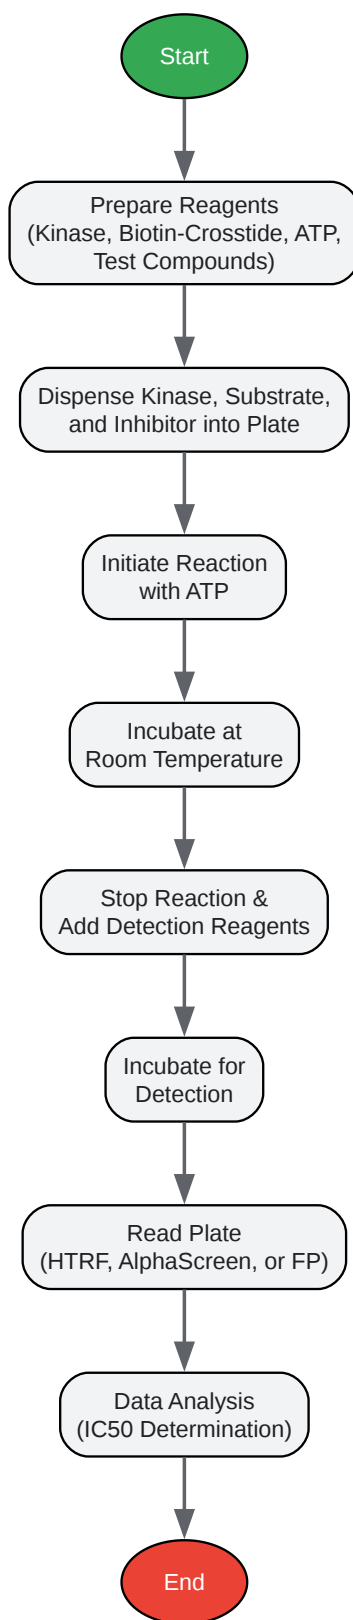 Start
Prepare Reagents
(Kinase, Biotin-Crosstide, ATP,
Test Compounds)
Dispense Kinase, Substrate,
and Inhibitor into Plate
Initiate Reaction
with ATP
Incubate at
Room Temperature
Stop Reaction &
Add Detection Reagents
Incubate for
Detection
Read Plate
(HTRF, AlphaScreen, or FP)
Data Analysis
(IC50 Determination)
End